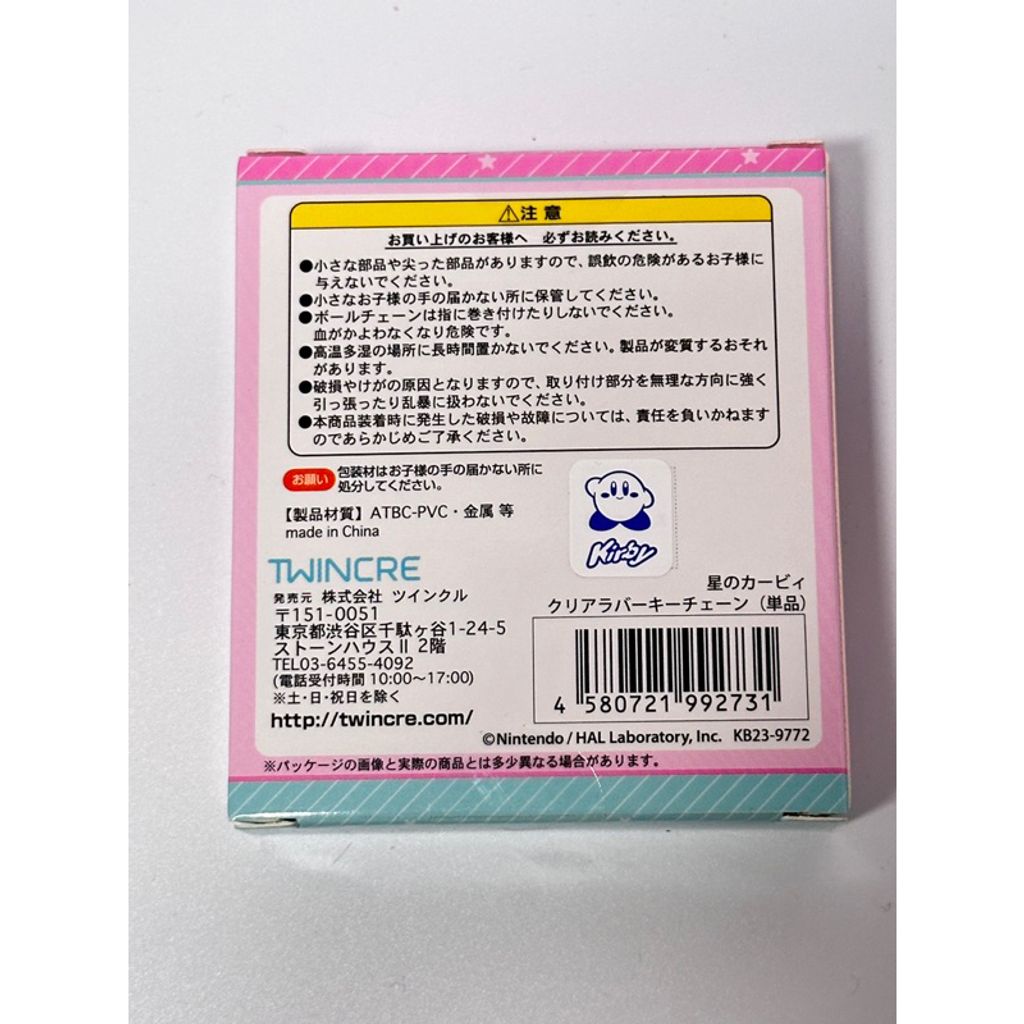 ⚠注意
お買い上げのお客様へ 必ずお読みください。
●小さな部品や尖った部品がありますので、誤飲の危険があるお子様に
与えないでください。
●小さなお子様の手の届かない所に保管してください。
●ボールチェーンは指に巻き付けたりしないでください。
血がかよわなくなり危険です。
●高温多湿の場所に長時間置かないでください。製品が変質するおそれ
があります。
●破損やけがの原因となりますので、取り付け部分を無理な方向に強く
引っ張ったり乱暴に扱わないでください。
●本商品装着時に発生した破損や故障については、責任を負いかねます
のであらかじめご了承ください。
お願い 包装材はお子様の手の届かない所に
処分してください。
【製品材質】ATBC-PVC・金属 等
made in China
Kirby
TWINCRE
発売元 株式会社 ツインクル
〒151-0051
東京都渋谷区千駄ヶ谷1-24-5
ストーンハウスⅡ 2階
TEL03-6455-4092
(電話受付時間 10:00〜17:00)
※土・日・祝日を除く
http://twincre.com/
星のカービィ
クリアラバーキーチェーン(単品)
4 580721 992731
©Nintendo / HAL Laboratory, Inc. KB23-9772
※パッケージの画像と実際の商品とは多少異なる場合があります。